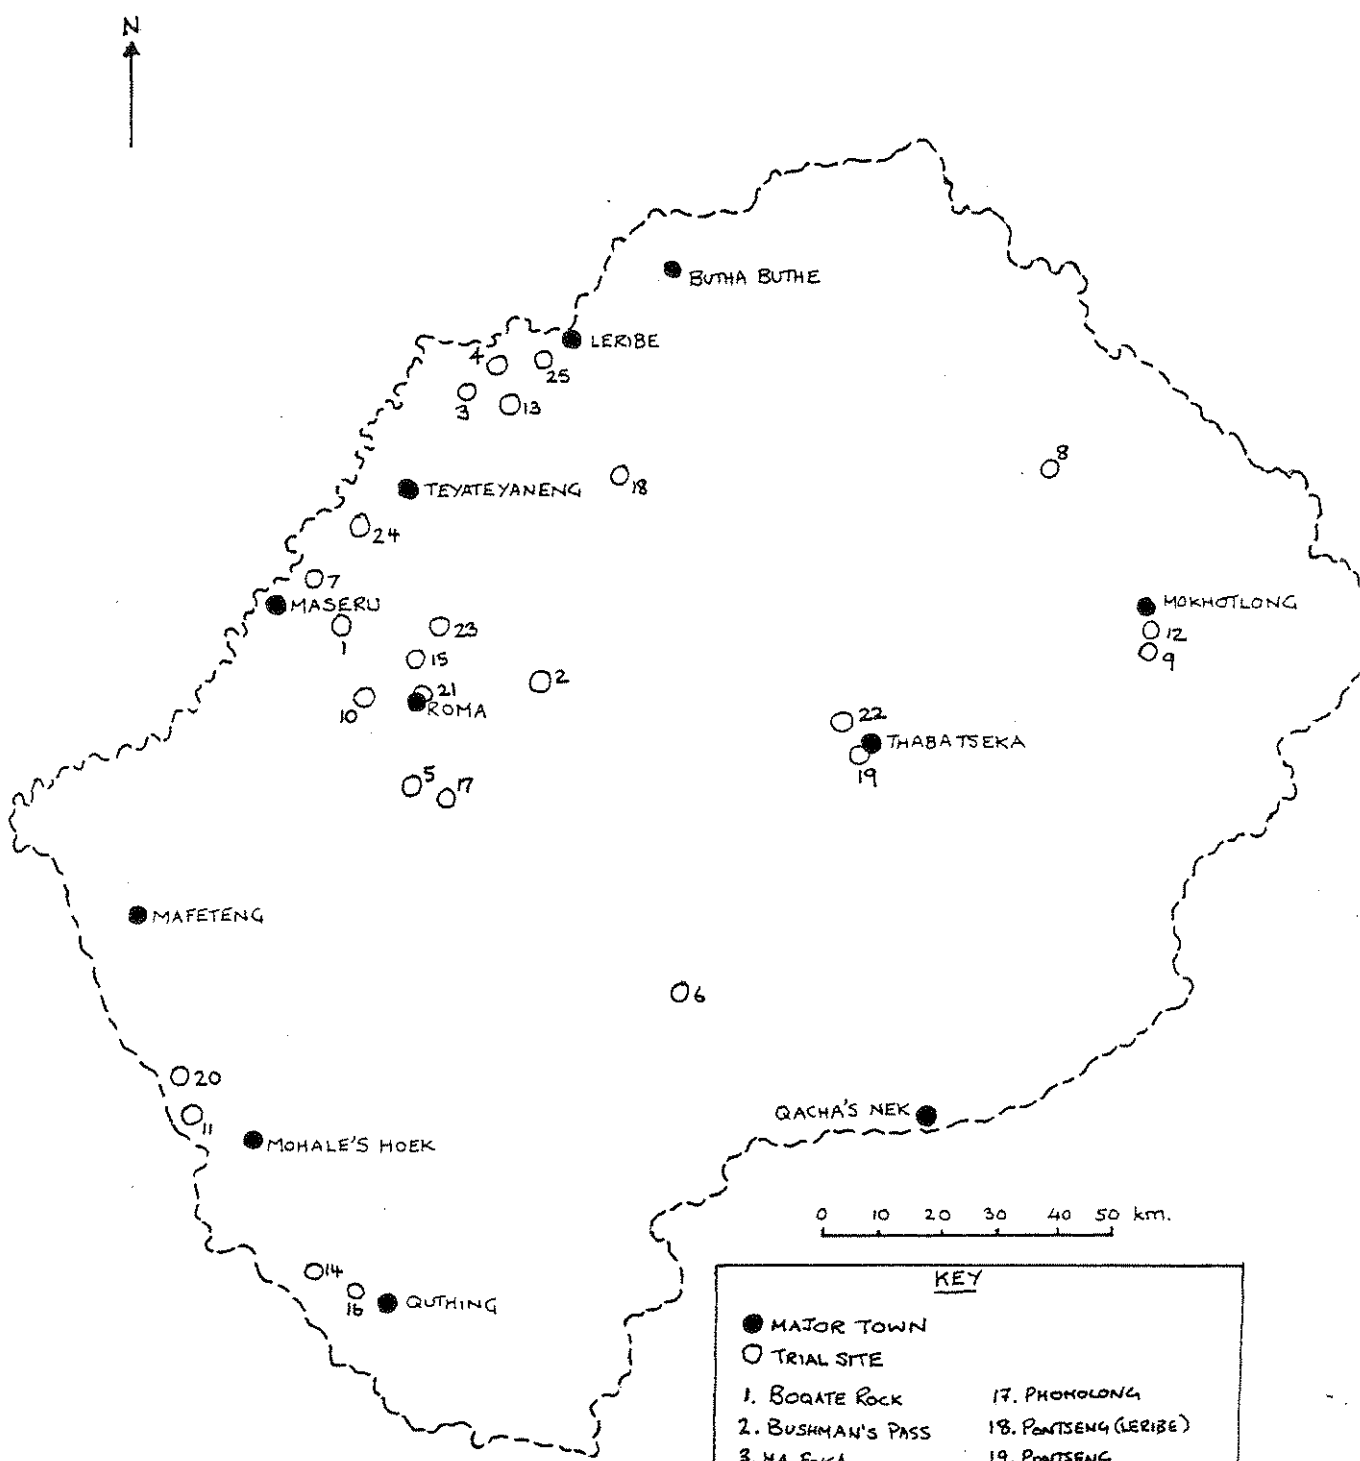 N
BUTHA BUTHE
LERIBE
4
25
3
13
8
18
TEYATEYANENG
24
7
MASERU
MOKHOTLONG
1
23
12
15
9
2
21
10
ROMA
22
THABATSEKA
19
5
17
MAFETENG
6
20
11
QACHA'S NEK
MOHALE'S HOEK
0 10 20 30 40 50 km.
14
16
QUTHING
KEY
MAJOR TOWN
TRIAL SITE
1. BOQATE ROCK
17. PHOMOLONG
2. BUSHMAN'S PASS
18. PONTSENG (LERIBE)
3. HA
19. PONTSENG